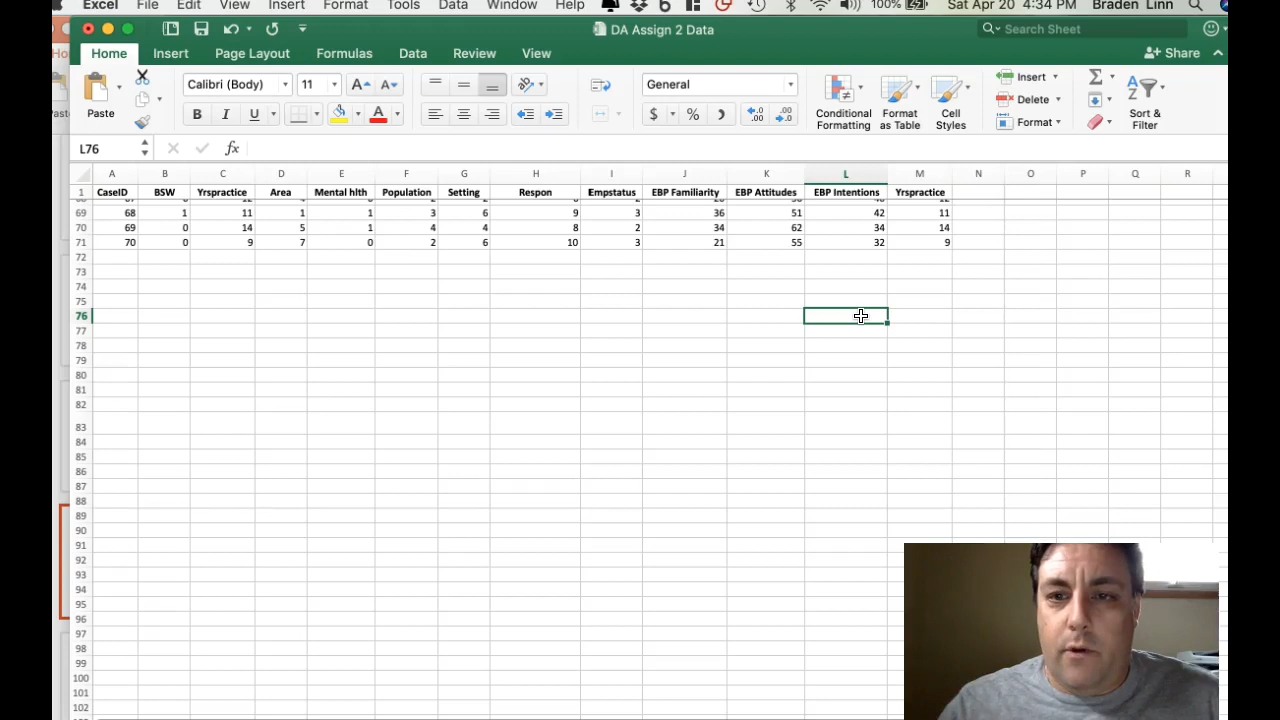 Excel File Edit View Insert Format Tools Data Window Help 100% Sat Apr 20 4:34 PM Braden Linn
DA Assign 2 Data Search Sheet
Home Insert Page Layout Formulas Data Review View Share
Calibri (Body) 11 General Insert
Paste B I U $ % Conditional Formatting Format as Table Cell Styles Delete Format Sort & Filter
L76 fx
A B C D E F G H I J K L M N O P Q R
1 CaseID BSW Yrspractice Area Mental hlth Population Setting Respon Empstatus EBP Familiarity EBP Attitudes EBP Intentions Yrspractice
69 68 1 11 1 1 3 6 9 3 36 51 42 11
70 69 0 14 5 1 4 4 8 2 34 62 34 14
71 70 0 9 7 0 2 6 10 3 21 55 32 9
72
73
74
75
76
77
78
79
80
81
82
83
84
85
86
87
88
89
90
91
92
93
94
95
96
97
98
99
100
101
102